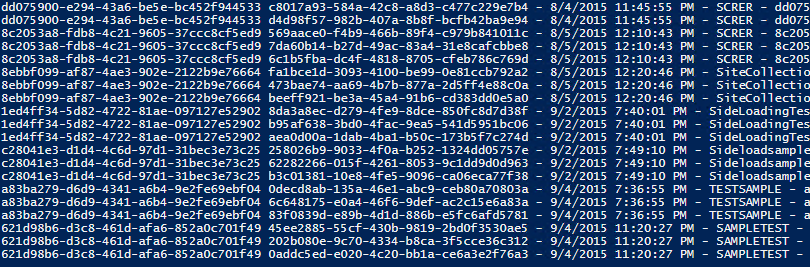 dd075900-e294-43a6-be5e-bc452f944533 c8017a93-584a-42c8-a8d3-c477c229e7b4 - 8/4/2015 11:45:55 PM - SCRER - dd075
dd075900-e294-43a6-be5e-bc452f944533 d4d98f57-982b-407a-8b8f-bcfb42ba9e94 - 8/4/2015 11:45:55 PM - SCRER - dd075
8c2053a8-fdb8-4c21-9605-37ccc8cf5ed9 569aace0-f4b9-466b-89f4-c979b841011c - 8/5/2015 12:10:43 PM - SCRER - 8c205
8c2053a8-fdb8-4c21-9605-37ccc8cf5ed9 7da60b14-b27d-49ac-83a4-31e8cafcbbe8 - 8/5/2015 12:10:43 PM - SCRER - 8c205
8c2053a8-fdb8-4c21-9605-37ccc8cf5ed9 6c1b5fba-dc4f-4818-8705-cfeb786c769d - 8/5/2015 12:10:43 PM - SCRER - 8c205
8ebbf099-af87-4ae3-902e-2122b9e76664 fa1bce1d-3093-4100-be99-0e81ccb792a2 - 8/5/2015 12:20:46 PM - SiteCollectio
8ebbf099-af87-4ae3-902e-2122b9e76664 473bae74-aa69-4b7b-877a-2d5ff4e88c0a - 8/5/2015 12:20:46 PM - SiteCollectio
8ebbf099-af87-4ae3-902e-2122b9e76664 beeff921-be3a-45a4-91b6-cd383dd0e5a0 - 8/5/2015 12:20:46 PM - SiteCollectio
1ed4ff34-5d82-4722-81ae-097127e52902 8da3a8ec-d279-4fe9-8dce-850fc8d7d38f - 9/2/2015 7:40:01 PM - SideLoadingTes
1ed4ff34-5d82-4722-81ae-097127e52902 b95af638-3bd0-4fac-9ea5-541d5951bc06 - 9/2/2015 7:40:01 PM - SideLoadingTes
1ed4ff34-5d82-4722-81ae-097127e52902 aea0d00a-1dab-4ba1-b50c-173b5f7c274d - 9/2/2015 7:40:01 PM - SideLoadingTes
c28041e3-d1d4-4c6d-97d1-31bec3e73c25 258026b9-9033-4f0a-b252-1324dd05757e - 9/2/2015 7:49:10 PM - Sideloadsample
c28041e3-d1d4-4c6d-97d1-31bec3e73c25 62282266-015f-4261-8053-9c1dd9d0d963 - 9/2/2015 7:49:10 PM - Sideloadsample
c28041e3-d1d4-4c6d-97d1-31bec3e73c25 b3c01381-10e8-4fe5-9096-ca06eca77f38 - 9/2/2015 7:49:10 PM - Sideloadsample
a83ba279-d6d9-4341-a6b4-9e2fe69ebf04 0decd8ab-135a-46e1-abc9-ceb80a70803a - 9/4/2015 7:36:55 PM - TESTSAMPLE - a
a83ba279-d6d9-4341-a6b4-9e2fe69ebf04 6c648175-e0a4-46f6-9def-ac2c15e6a83a - 9/4/2015 7:36:55 PM - TESTSAMPLE - a
a83ba279-d6d9-4341-a6b4-9e2fe69ebf04 83f0839d-e89b-4d1d-886b-e5fc6afd5781 - 9/4/2015 7:36:55 PM - TESTSAMPLE - a
621d98b6-d3c8-461d-afa6-852a0c701f49 45ee2885-55cf-430b-9819-2bd0f3530ae5 - 9/4/2015 11:20:27 PM - SAMPLETEST -
621d98b6-d3c8-461d-afa6-852a0c701f49 202b080e-9c70-4334-b8ca-3f5cce36c312 - 9/4/2015 11:20:27 PM - SAMPLETEST -
621d98b6-d3c8-461d-afa6-852a0c701f49 0addc5ed-e020-4c20-bb1a-ce6a3e2f76a3 - 9/4/2015 11:20:27 PM - SAMPLETEST -